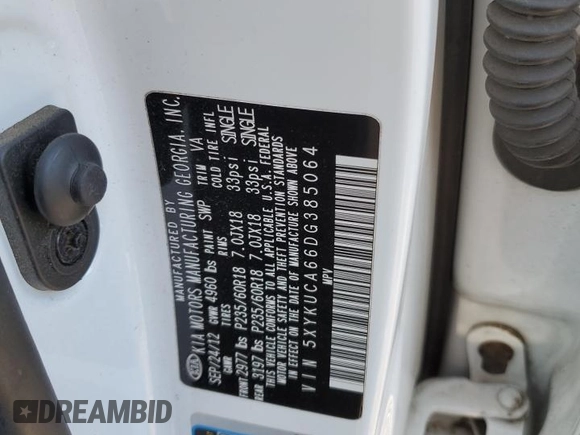 KIA MANUFACTURED BY
KIA MOTORS MANUFACTURING GEORGIA. INC.
SEP/24/12 GVWR 4960 lbs PAINT SWP TRIM VA
GAWR TIRES RIMS COLD TIRE INFL
FRONT 2977 lbs P235/60R18 7.0JX18 33psi SINGLE
REAR 3197 lbs P235/60R18 7.0JX18 33psi SINGLE
THIS VEHICLE CONFORMS TO ALL APPLICABLE U.S.A. FEDERAL
MOTOR VEHICLE SAFETY AND THEFT PREVENTION STANDARDS
IN EFFECT ON THE DATE OF MANUFACTURE SHOWN ABOVE
VIN 5XYKUCA66DG385064
MPV
DREAMBID